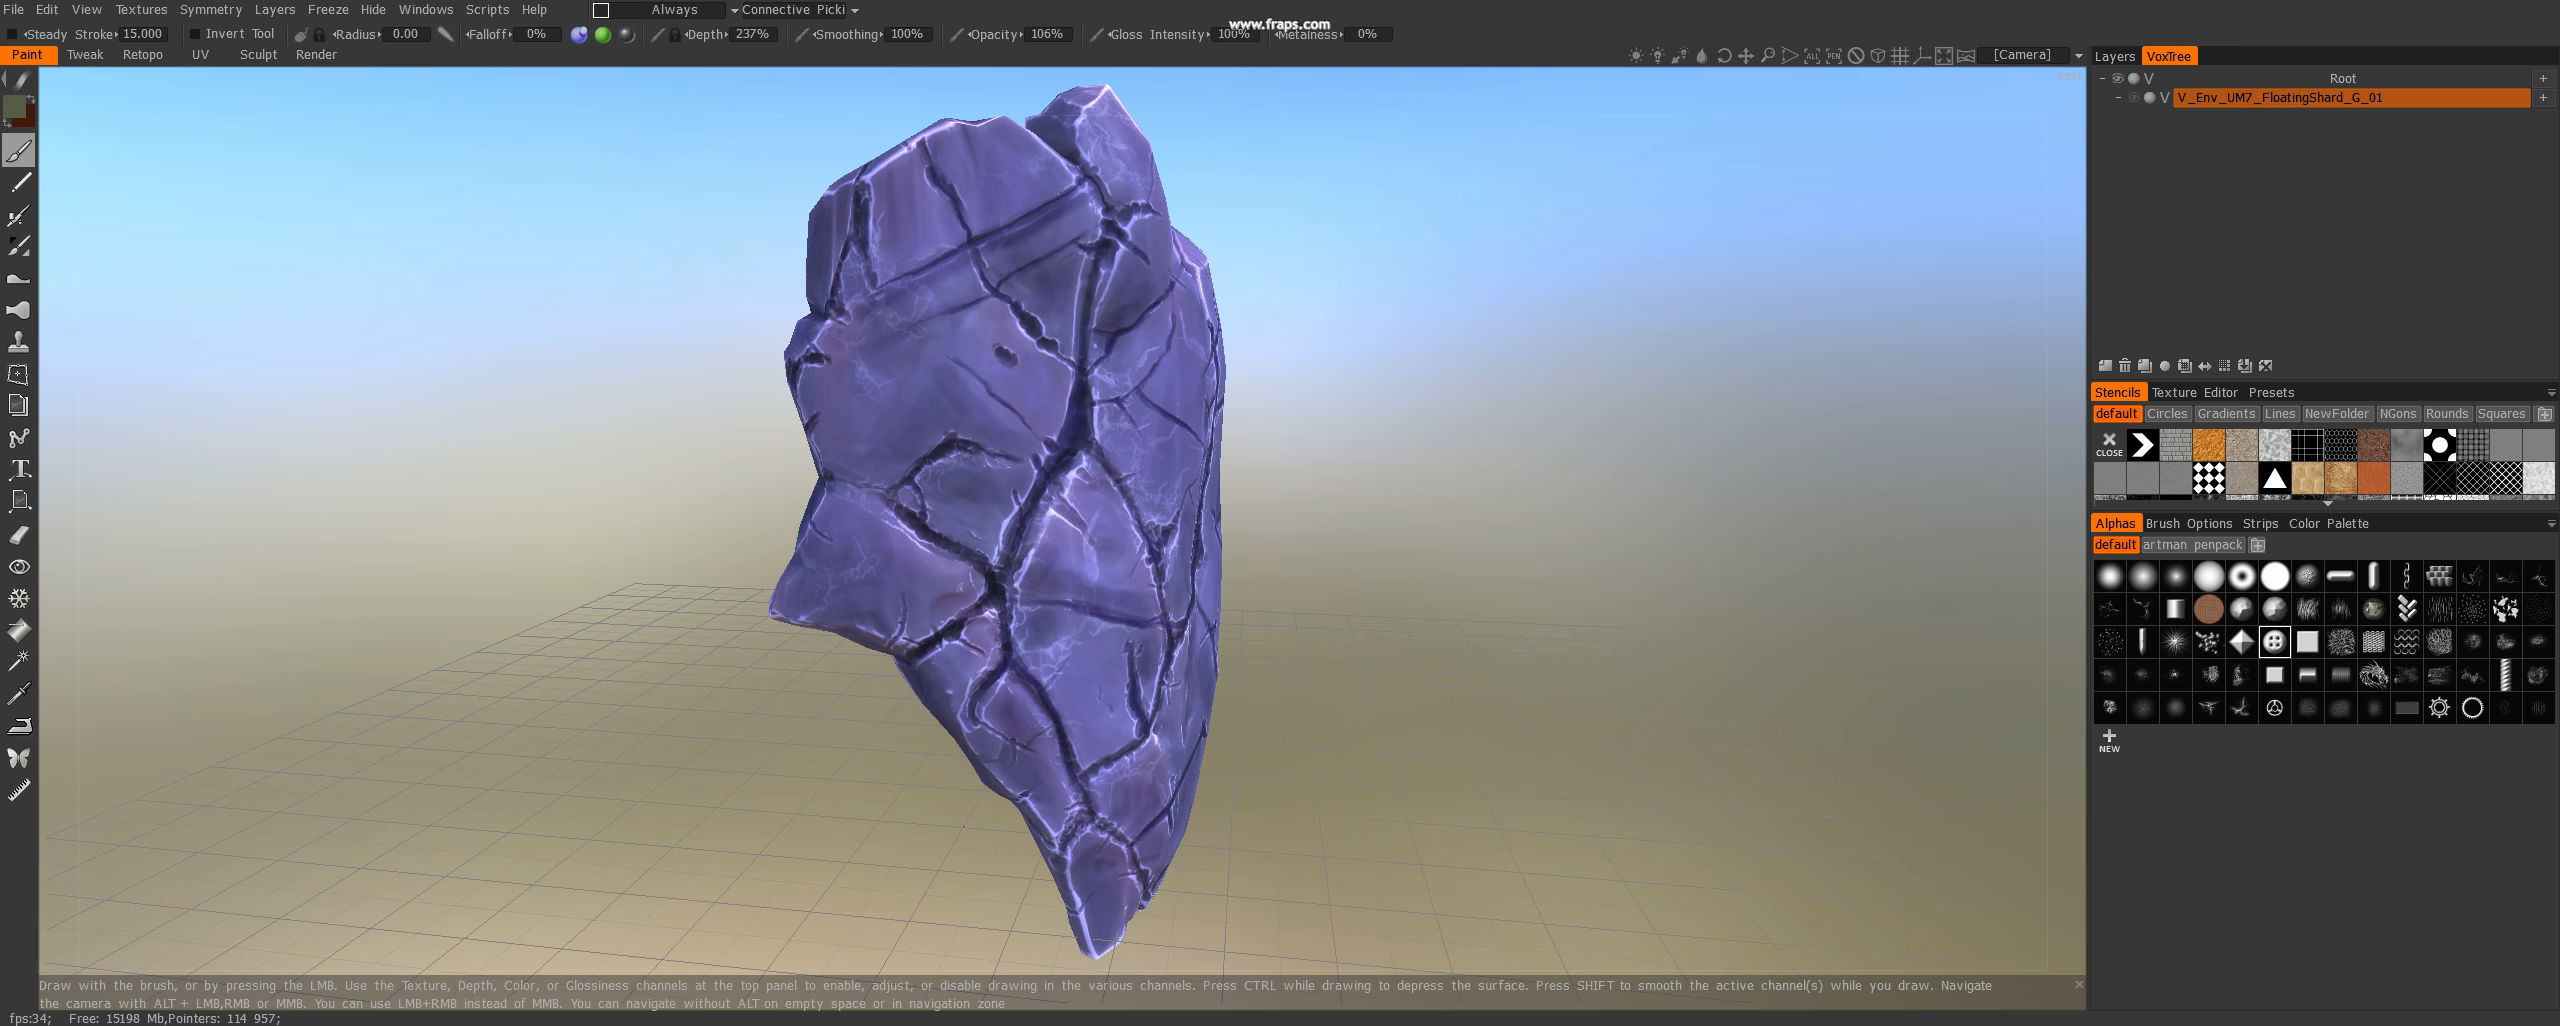 File Edit View Textures Symmetry Layers Freeze Hide Windows Scripts Help Always Connective Picki
www.fraps.com
Steady Stroke 15.000 Invert Tool Radius 0.00 Falloff 0% Depth 237% Smoothing 100% Opacity 106% Gloss Intensity 100% Metalness 0%
Paint Tweak Retopo UV Sculpt Render ALL PEN [Camera] Layers VoxTree
Left
V Root +
V V_Env_UM7_FloatingShard_G_01 +
Stencils Texture Editor Presets
default Circles Gradients Lines NewFolder NGons Rounds Squares
CLOSE
Alphas Brush Options Strips Color Palette
default artman penpack
NEW
Draw with the brush, or by pressing the LMB. Use the Texture, Depth, Color, or Glossiness channels at the top panel to enable, adjust, or disable drawing in the various channels. Press CTRL while drawing to depress the surface. Press SHIFT to smooth the active channel(s) while you draw. Navigate
the camera with ALT + LMB,RMB or MMB. You can use LMB+RMB instead of MMB. You can navigate without ALT on empty space or in navigation zone
fps:34; Free: 15198 Mb,Pointers: 114 957;